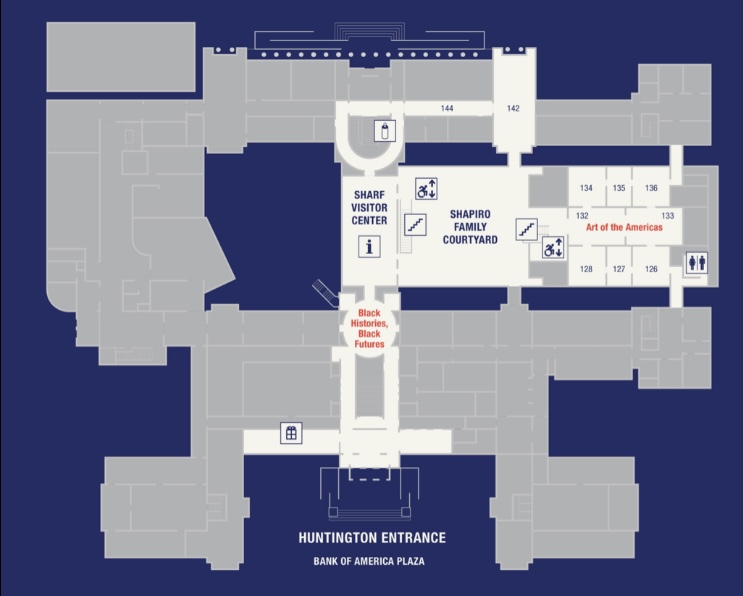 144
142
SHARF
VISITOR
CENTER
SHAPIRO
FAMILY
COURTYARD
134
135
136
132
133
Art of the Americas
128
127
126
i
Black
Histories,
Black
Futures
HUNTINGTON ENTRANCE
BANK OF AMERICA PLAZA